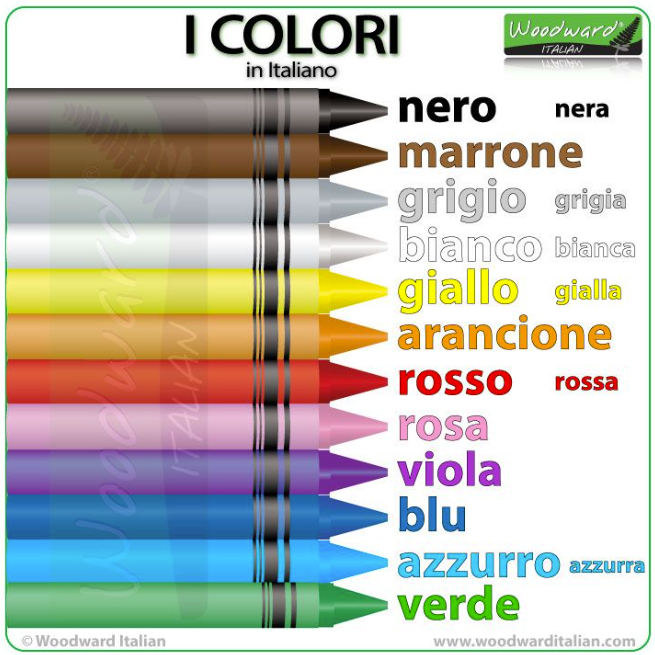 I COLORI
in Italiano
Woodward®
ITALIAN
nero nera
marrone
grigio grigia
bianco bianca
giallo gialla
arancione
rosso rossa
rosa
viola
blu
azzurro azzurra
verde
Woodward®
ITALIAN
© Woodward Italian
www.woodwarditalian.com